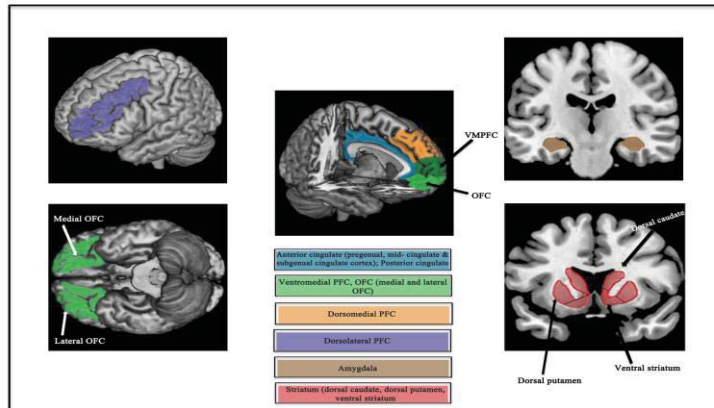 VMPFC
OFC
Medial OFC
Lateral OFC
Dorsal caudate
Dorsal putamen
Ventral striatum
Anterior cingulate (pregenual, mid- cingulate &
subgenual cingulate cortex); Posterior cingulate
Ventromedial PFC, OFC (medial and lateral
OFC)
Dorsomedial PFC
Dorsolateral PFC
Amygdala
Striatum (dorsal caudate, dorsal putamen,
ventral striatum